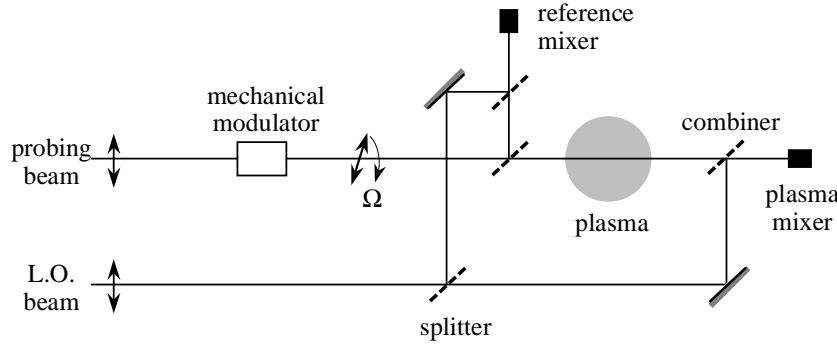 reference
mixer
mechanical
modulator
combiner
probing
beam
Ω
plasma
plasma
mixer
L.O.
beam
splitter